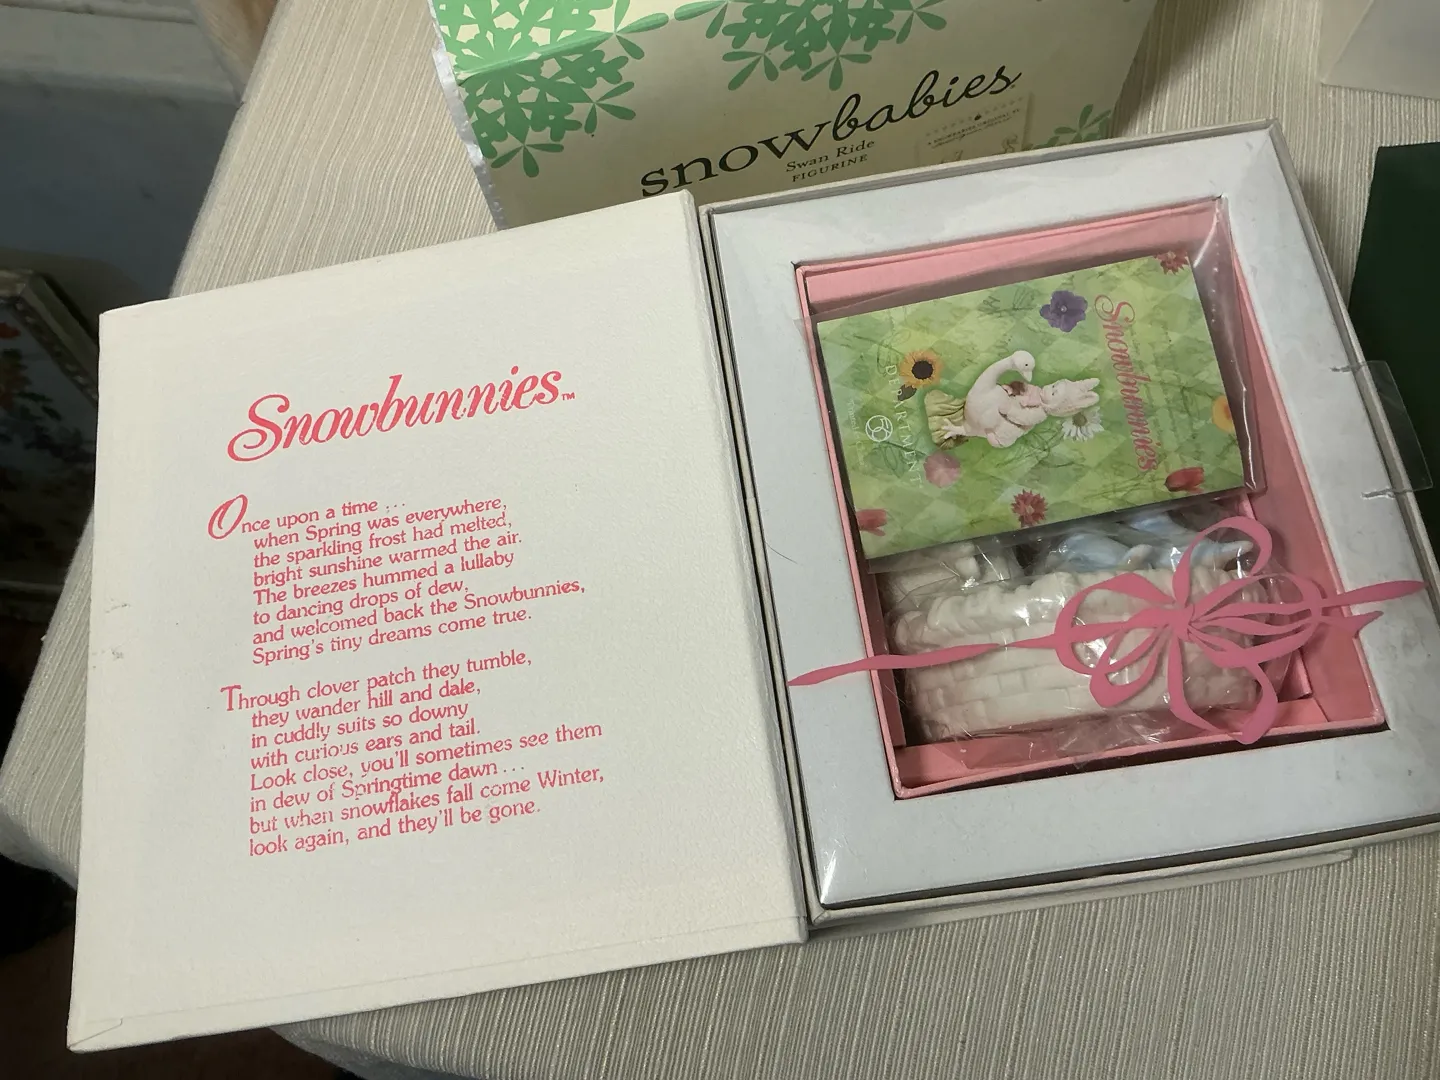 snowbabies
Swan Ride
FIGURINE
Snowbunnies™
Once upon a time ...
when Spring was everywhere,
the sparkling frost had melted,
bright sunshine warmed the air.
The breezes hummed a lullaby
to dancing drops of dew,
and welcomed back the Snowbunnies,
Spring's tiny dreams come true.
Through clover patch they tumble,
they wander hill and dale,
in cuddly suits so downy
with curious ears and tail.
Look close, you'll sometimes see them
in dew of Springtime dawn...
but when snowflakes fall come Winter,
look again, and they'll be gone.
Snowbunnies
DEPARTMENT
56